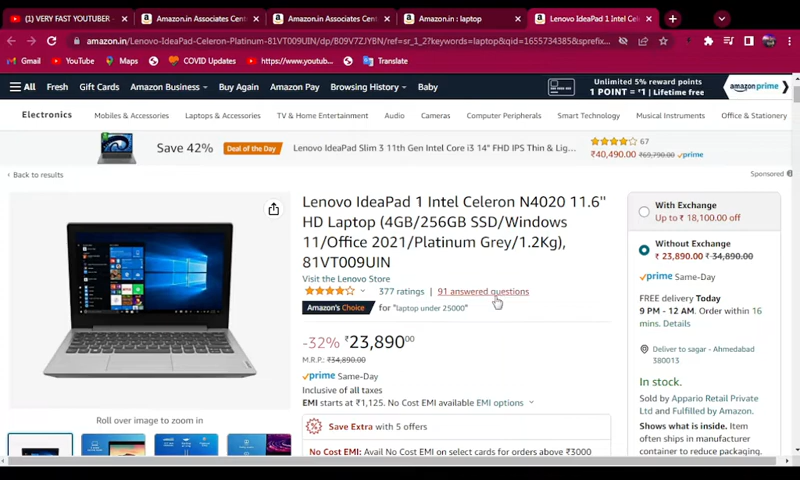 (1) VERY FAST YOUTUBER -
Amazon.in Associates Cent
Amazon.in Associates Cent
Amazon.in : laptop
Lenovo IdeaPad 1 Intel Cele
amazon.in/Lenovo-IdeaPad-Celeron-Platinum-81VT009UIN/dp/B09V7ZJYBN/ref=sr_1_2?keywords=laptop&qid=1655734385&sprefix...
Gmail YouTube Maps COVID Updates https://www.youtub... Translate
All Fresh Gift Cards Amazon Business Buy Again Amazon Pay Browsing History Baby
Unlimited 5% reward points
1 POINT = ₹1 | Lifetime free
amazon prime
Electronics Mobiles & Accessories Laptops & Accessories TV & Home Entertainment Audio Cameras Computer Peripherals Smart Technology Musical Instruments Office & Stationery
Save 42% Deal of the Day Lenovo IdeaPad Slim 3 11th Gen Intel Core i3 14" FHD IPS Thin & Lig...
67
₹40,490.00 ₹69,790.00 prime
Sponsored
‹ Back to results
Lenovo IdeaPad 1 Intel Celeron N4020 11.6"
HD Laptop (4GB/256GB SSD/Windows
11/Office 2021/Platinum Grey/1.2Kg),
81VT009UIN
Visit the Lenovo Store
377 ratings | 91 answered questions
Amazon's Choice for "laptop under 25000"
-32% ₹23,890.00
M.R.P.: ₹34,890.00
prime Same-Day
Inclusive of all taxes
EMI starts at ₹1,125. No Cost EMI available EMI options
Save Extra with 5 offers
No Cost EMI: Avail No Cost EMI on select cards for orders above ₹3000
Roll over image to zoom in
With Exchange
Up to ₹ 18,100.00 off
Without Exchange
₹ 23,890.00 ₹ 34,890.00
prime Same-Day
FREE delivery Today
9 PM - 12 AM. Order within 16
mins. Details
Deliver to sagar - Ahmedabad
380013
In stock.
Sold by Appario Retail Private
Ltd and Fulfilled by Amazon.
Shows what is inside. Item
often ships in manufacturer
container to reduce packaging.